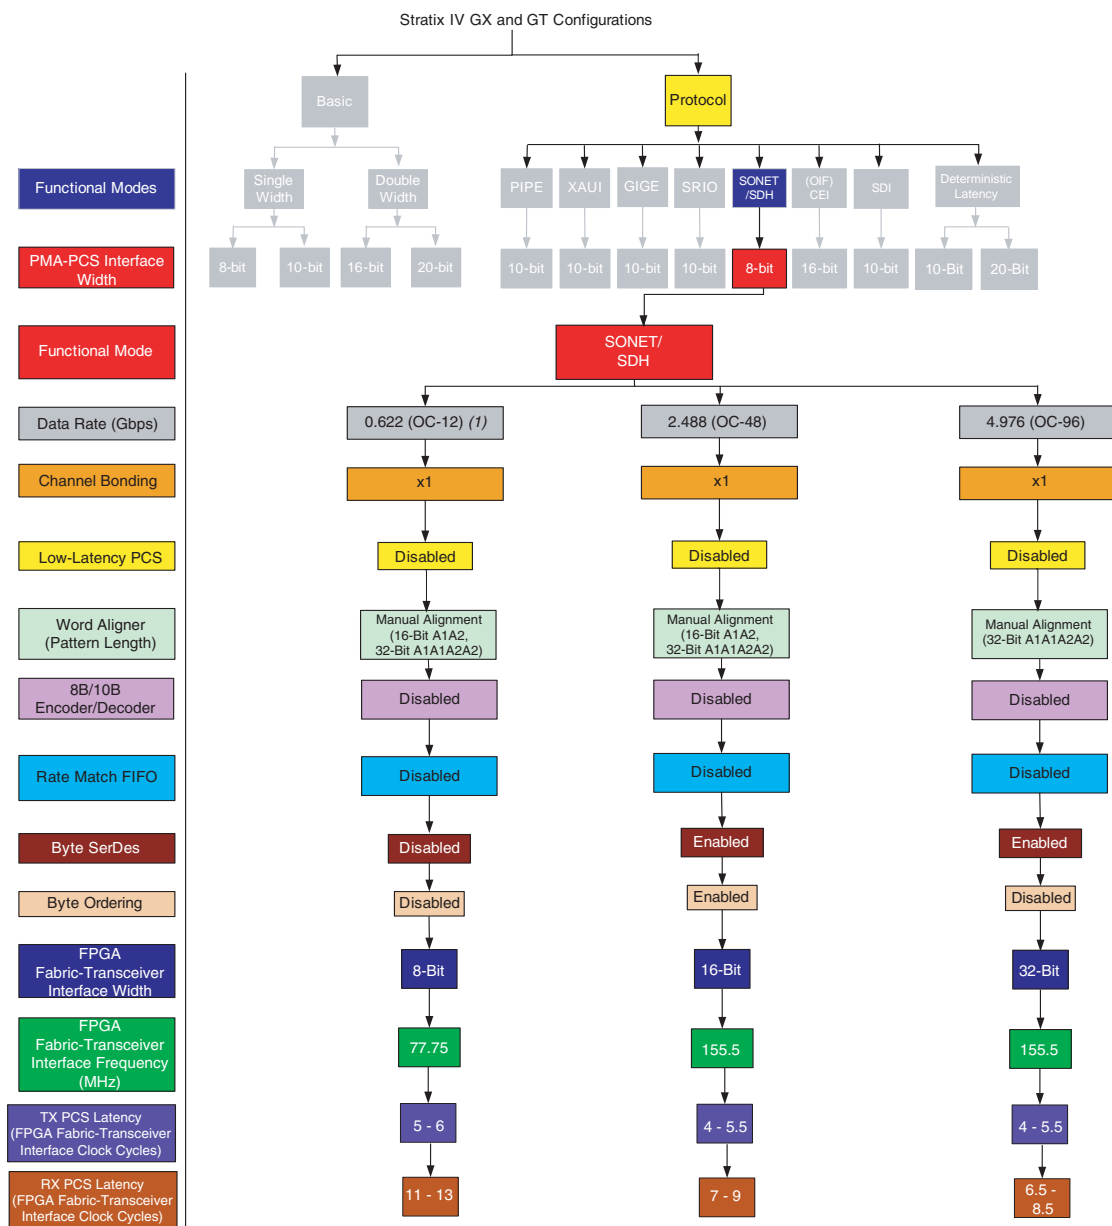 Stratix IV GX and GT Configurations
Basic
Protocol
Functional Modes
Single
Width
Double
Width
PIPE
XAUI
GIGE
SRIO
SONET
/SDH
(OIF)
CEI
SDI
Deterministic
Latency
PMA-PCS Interface
Width
8-bit
10-bit
16-bit
20-bit
10-bit
10-bit
10-bit
10-bit
8-bit
16-bit
10-bit
10-Bit
20-Bit
Functional Mode
SONET/
SDH
Data Rate (Gbps)
0.622 (OC-12) (1)
2.488 (OC-48)
4.976 (OC-96)
Channel Bonding
x1
x1
x1
Low-Latency PCS
Disabled
Disabled
Disabled
Word Aligner
(Pattern Length)
Manual Alignment
(16-Bit A1A2,
32-Bit A1A1A2A2)
Manual Alignment
(16-Bit A1A2,
32-Bit A1A1A2A2)
Manual Alignment
(32-Bit A1A1A2A2)
8B/10B
Encoder/Decoder
Disabled
Disabled
Disabled
Rate Match FIFO
Disabled
Disabled
Disabled
Byte SerDes
Disabled
Enabled
Enabled
Byte Ordering
Disabled
Enabled
Disabled
FPGA
Fabric-Transceiver
Interface Width
8-Bit
16-Bit
32-Bit
FPGA
Fabric-Transceiver
Interface Frequency
(MHz)
77.75
155.5
155.5
TX PCS Latency
(FPGA Fabric-Transceiver
Interface Clock Cycles)
5 - 6
4 - 5.5
4 - 5.5
RX PCS Latency
(FPGA Fabric-Transceiver
Interface Clock Cycles)
11 - 13
7 - 9
6.5 -
8.5